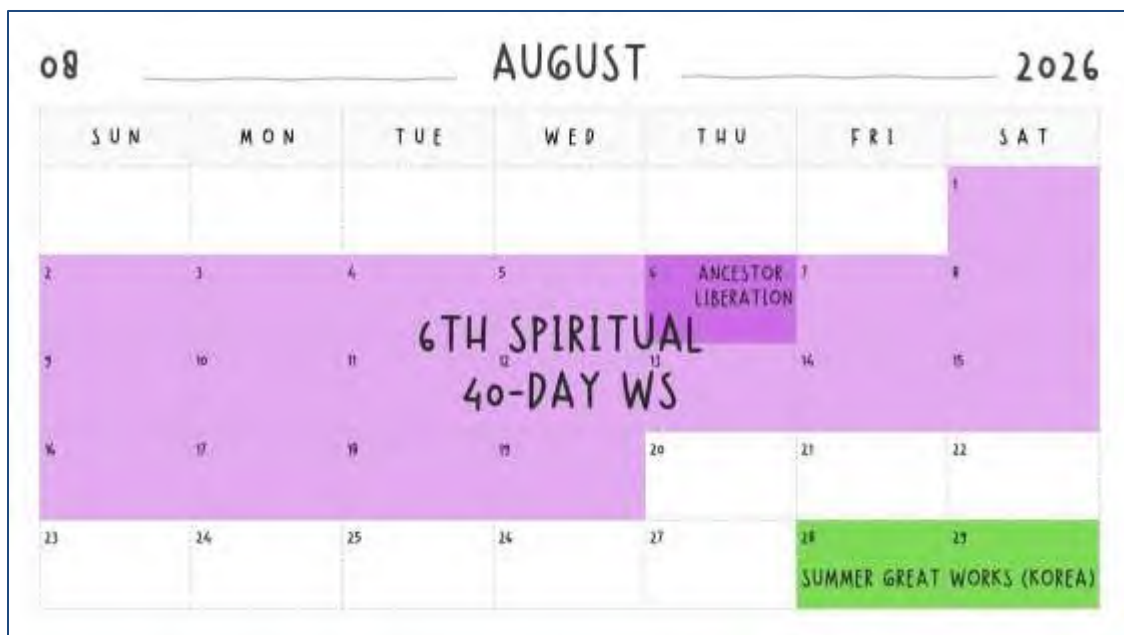 08 AUGUST 2026
SUN MON TUE WED THU FRI SAT
1
2 3 4 5 6 ANCESTOR 7 8
LIBERATION
6TH SPIRITUAL
9 10 11 12 13 14 15
40-DAY WS
16 17 18 19 20 21 22
23 24 25 26 27 28 29
SUMMER GREAT WORKS (KOREA)